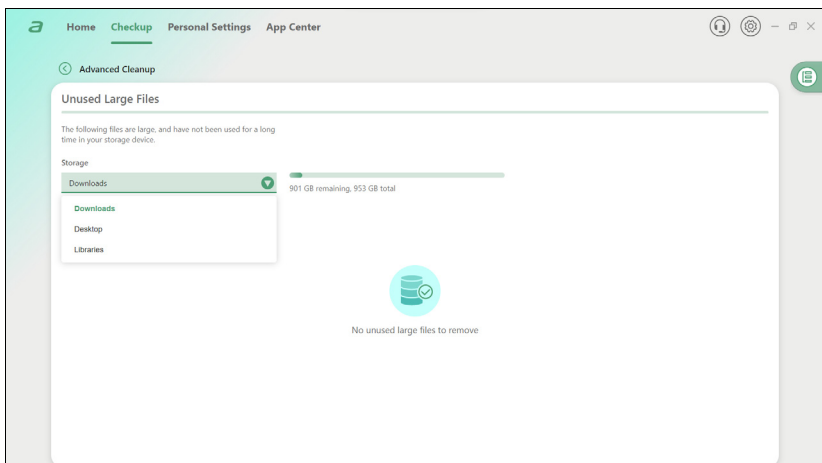 a
Home Checkup Personal Settings App Center
Advanced Cleanup
Unused Large Files
The following files are large, and have not been used for a long
time in your storage device.
Storage
Downloads
901 GB remaining, 953 GB total
Downloads
Desktop
Libraries
No unused large files to remove